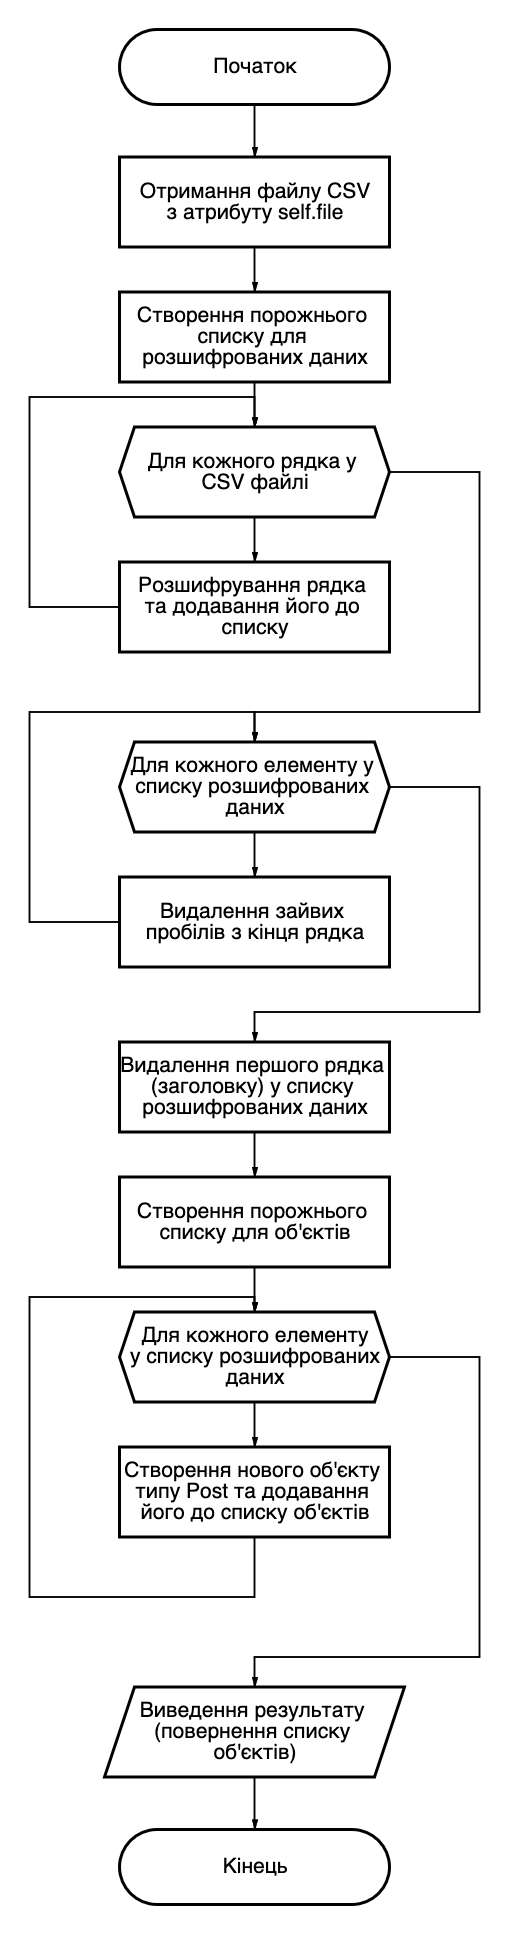 Початок
Отримання файлу CSV
з атрибуту self.file
Створення порожнього
списку для
розшифрованих даних
Для кожного рядка у
CSV файлі
Розшифрування рядка
та додавання його до
списку
Для кожного елементу у
списку розшифрованих
даних
Видалення зайвих
пробілів з кінця рядка
Видалення першого рядка
(заголовку) у списку
розшифрованих даних
Створення порожнього
списку для об'єктів
Для кожного елементу
у списку розшифрованих
даних
Створення нового об'єкту
типу Post та додавання
його до списку об'єктів
Виведення результату
(повернення списку
об'єктів)
Кінець